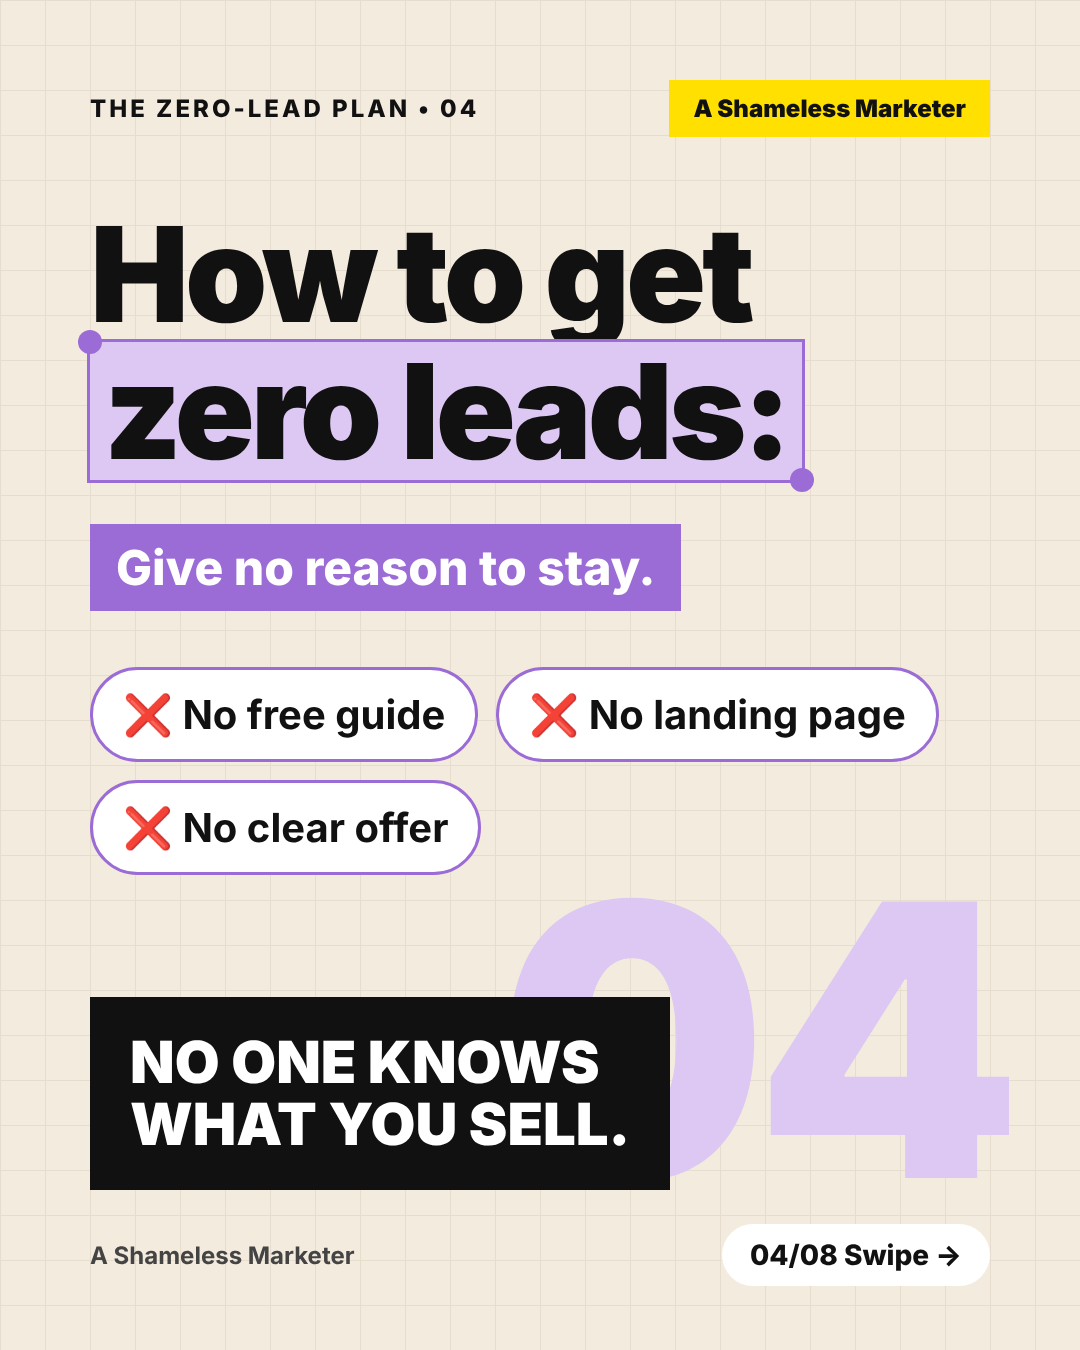 THE ZERO-LEAD PLAN • 04
A Shameless Marketer
How to get
zero leads:
Give no reason to stay.
❌ No free guide
❌ No landing page
❌ No clear offer
04
NO ONE KNOWS
WHAT YOU SELL.
A Shameless Marketer
04/08 Swipe →